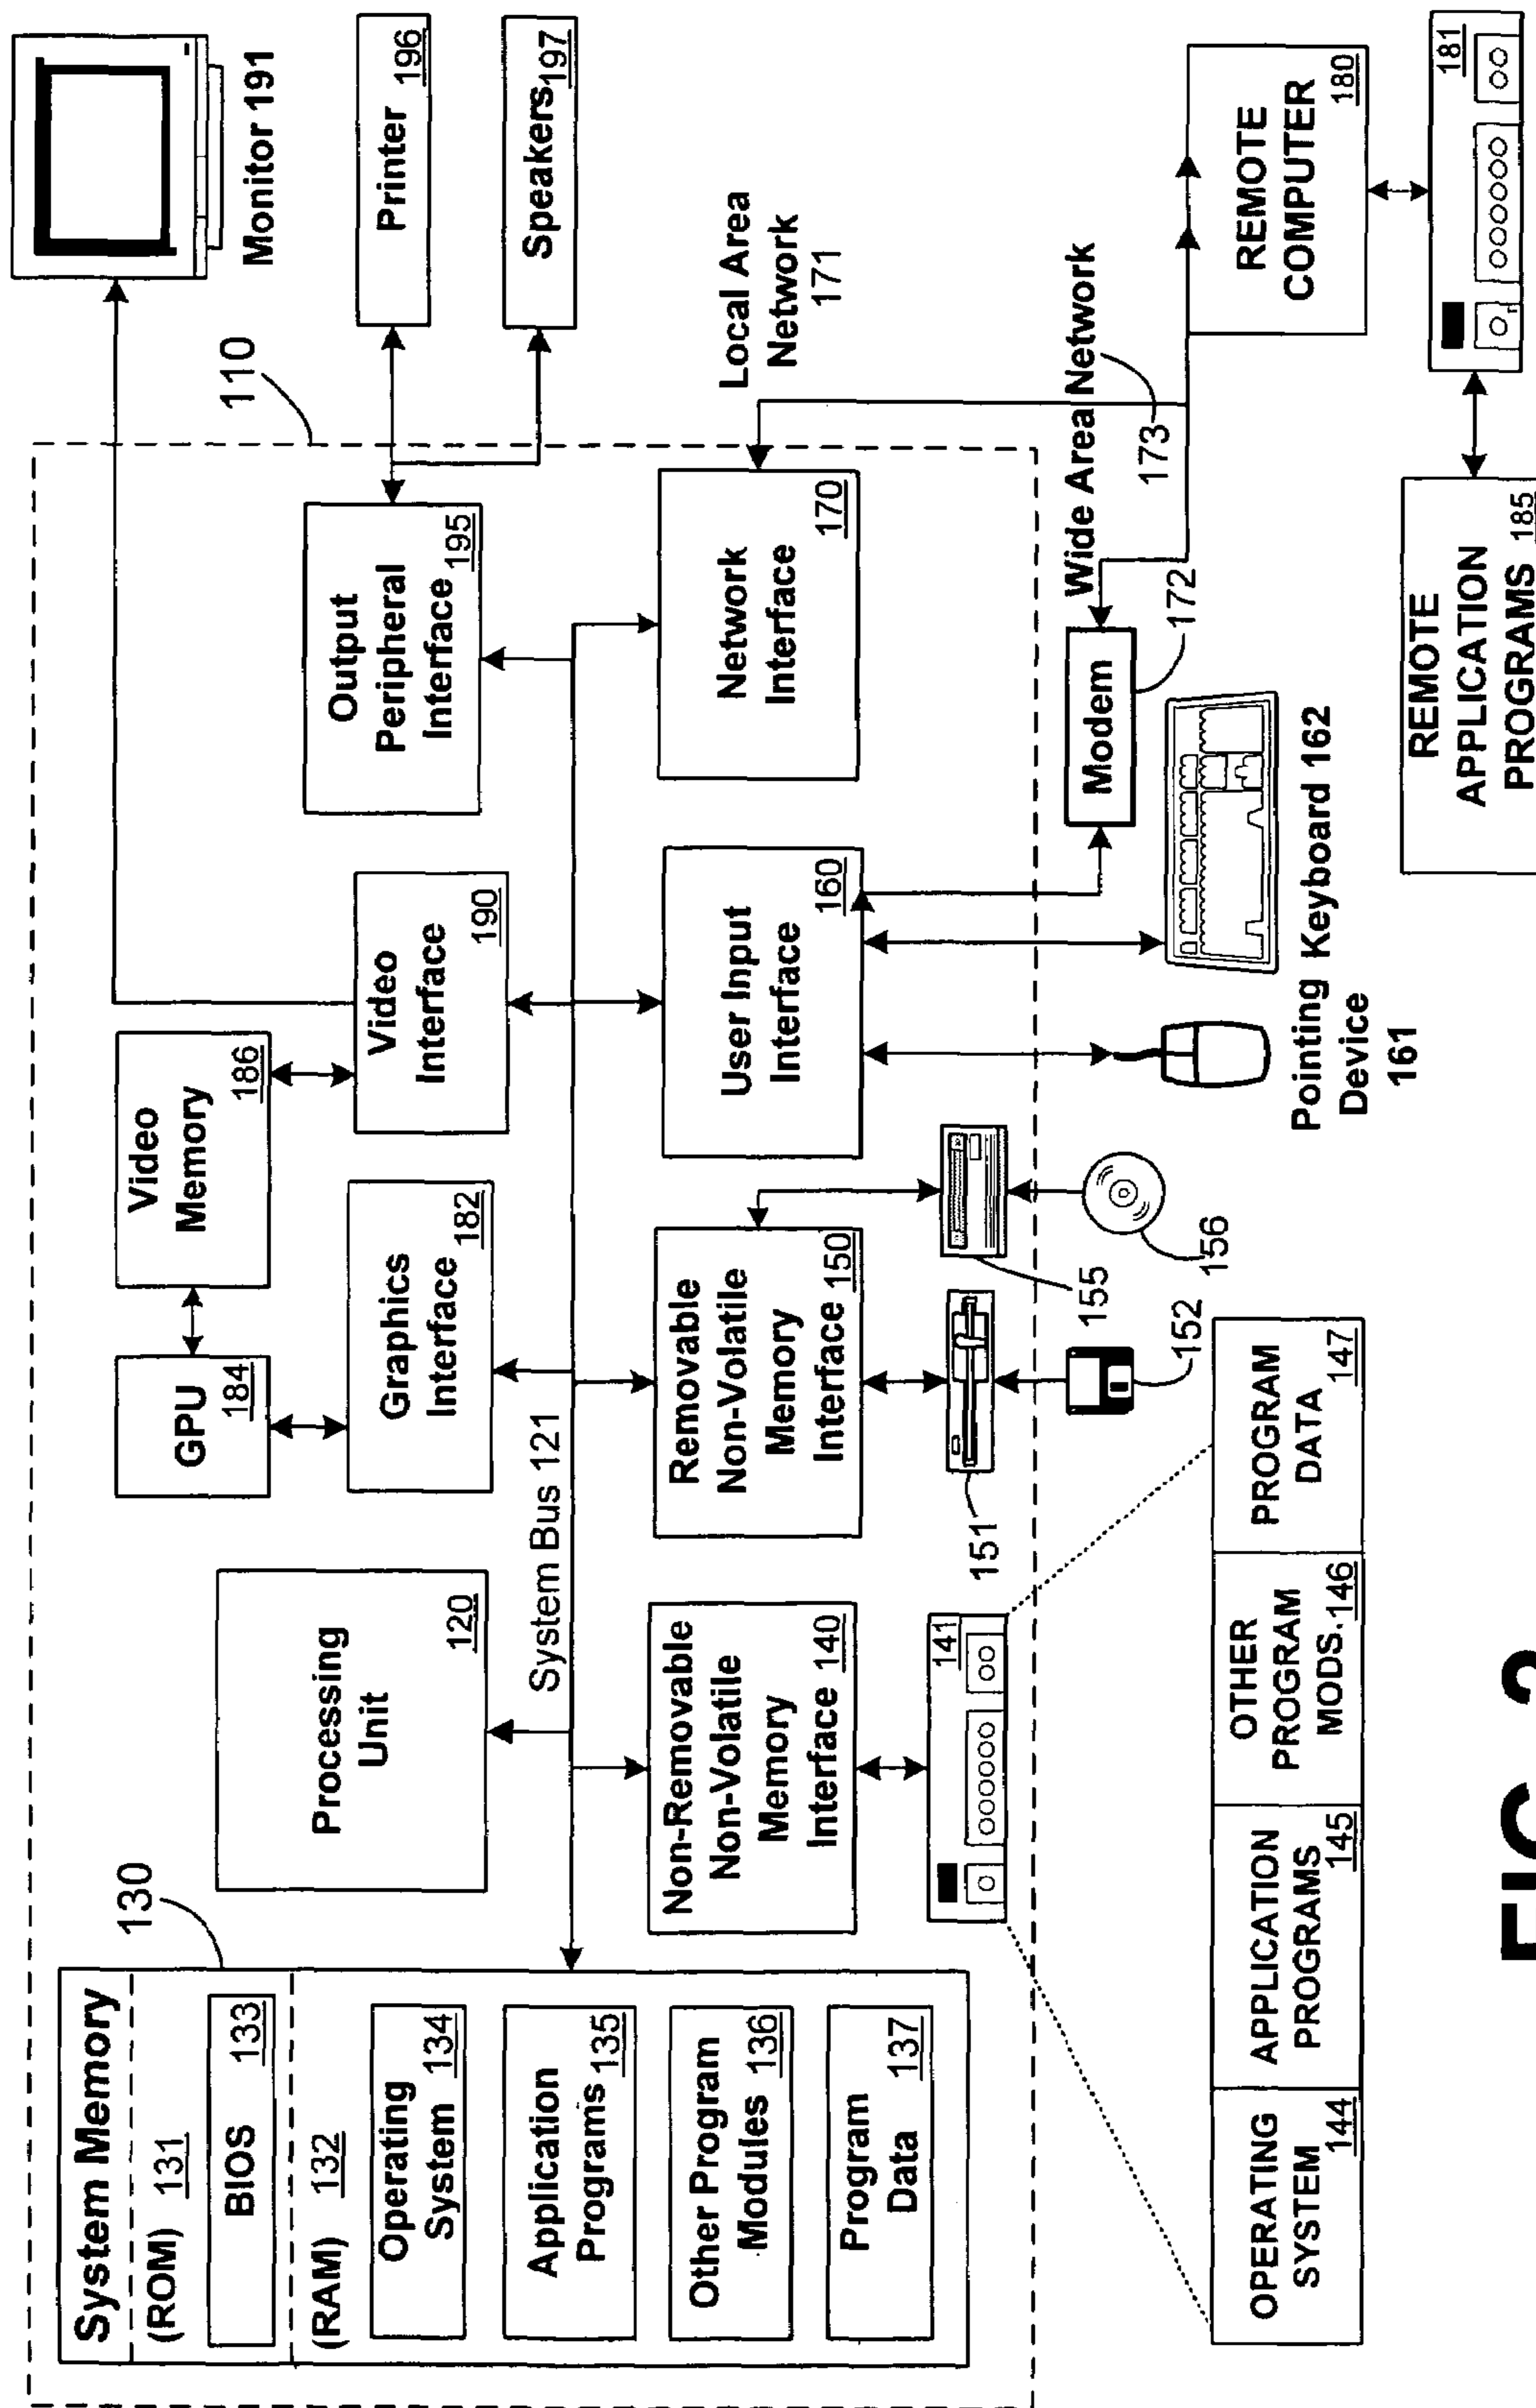 System Memory
(ROM) 131
BIOS 133
(RAM) 132
Operating
System 134
Application
Programs 135
Other Program
Modules 136
Program
Data 137
130
Processing
Unit
120
System Bus 121
GPU
184
Video
Memory
186
Graphics
Interface
182
Video
Interface
190
Output
Peripheral
Interface
195
110
Monitor 191
Printer
196
Speakers 197
Non-Removable
Non-Volatile
Memory
Interface 140
Removable
Non-Volatile
Memory
Interface 150
User Input
Interface
160
Network
Interface
170
Local Area
Network
171
141
151
152
155
156
Modem
172
Wide Area Network
173
Pointing
Device
161
Keyboard 162
REMOTE
COMPUTER
180
181
REMOTE
APPLICATION
PROGRAMS 185
OPERATING
SYSTEM 144
APPLICATION
PROGRAMS 145
OTHER
PROGRAM
MODS. 146
PROGRAM
DATA 147